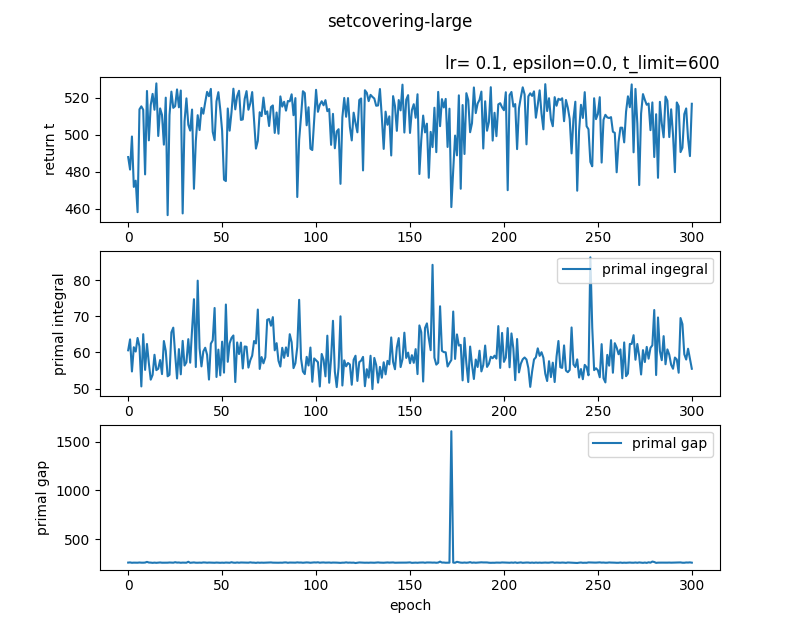 setcovering-large
lr= 0.1, epsilon=0.0, t_limit=600
return t
520
500
480
460
0 50 100 150 200 250 300
primal integral
primal ingegral
80
70
60
50
0 50 100 150 200 250 300
primal gap
primal gap
1500
1000
500
0 50 100 150 200 250 300
epoch